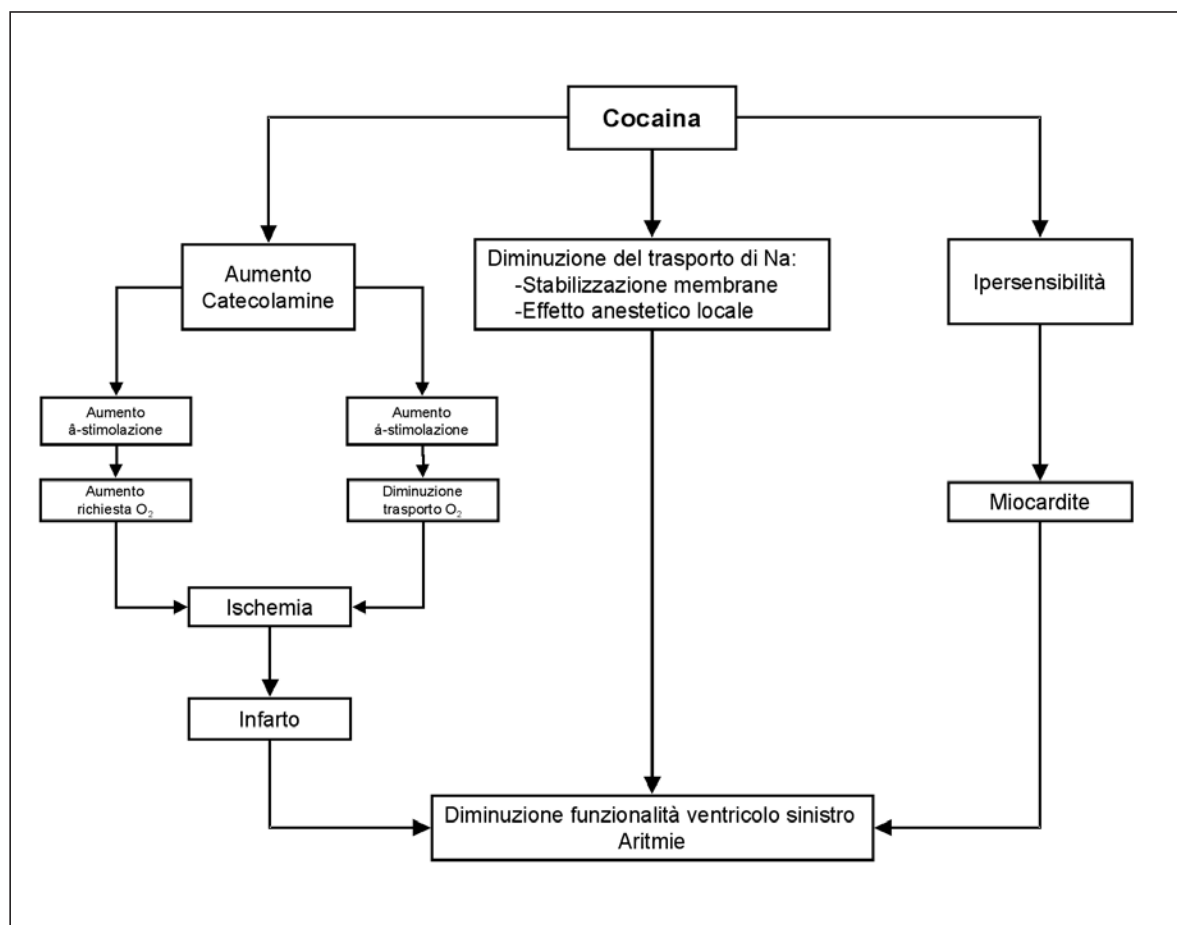 Cocaina
Aumento
Catecolamine
Diminuzione del trasporto di Na:
-Stabilizzazione membrane
-Effetto anestetico locale
Ipersensibilità
Aumento
â-stimolazione
Aumento
á-stimolazione
Aumento
richiesta O₂
Diminuzione
trasporto O₂
Miocardite
Ischemia
Infarto
Diminuzione funzionalità ventricolo sinistro
Aritmie